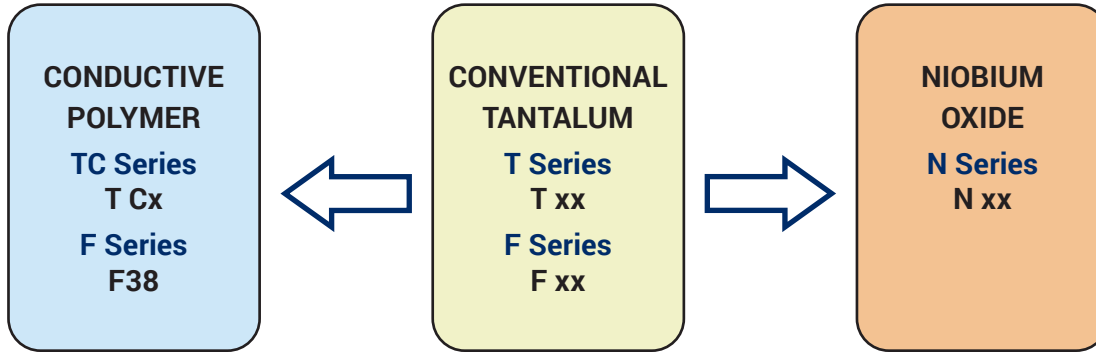 CONDUCTIVE
POLYMER
TC Series
T Cx
F Series
F38
CONVENTIONAL
TANTALUM
T Series
T xx
F Series
F xx
NIOBIUM
OXIDE
N Series
N xx